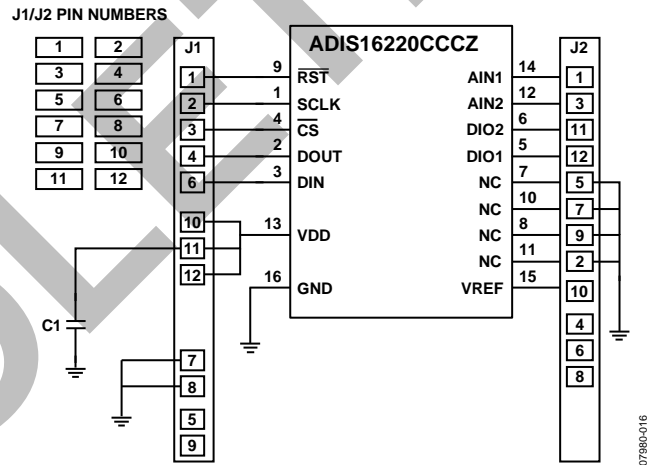 J1/J2 PIN NUMBERS
1 2
3 4
5 6
7 8
9 10
11 12
J1
1
2
3
4
6
10
11
12
7
8
5
9
C1
ADIS16220CCCZ
9 RST
1 SCLK
4 CS
2 DOUT
3 DIN
13 VDD
16 GND
AIN1 14
AIN2 12
DIO2 6
DIO1 5
NC 7
NC 10
NC 8
NC 11
VREF 15
J2
1
3
11
12
5
7
9
2
10
4
6
8
07980-016